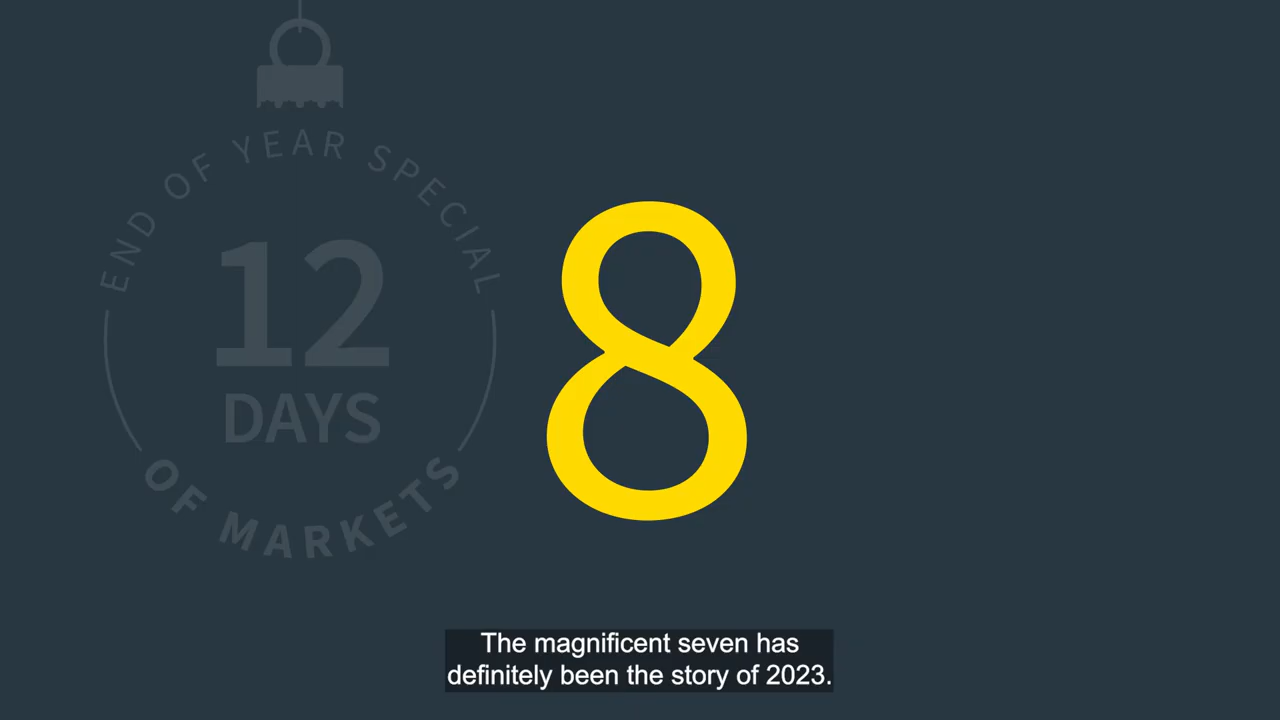 END OF YEAR SPECIAL
12
DAYS
OF MARKETS
8
The magnificent seven has
definitely been the story of 2023.